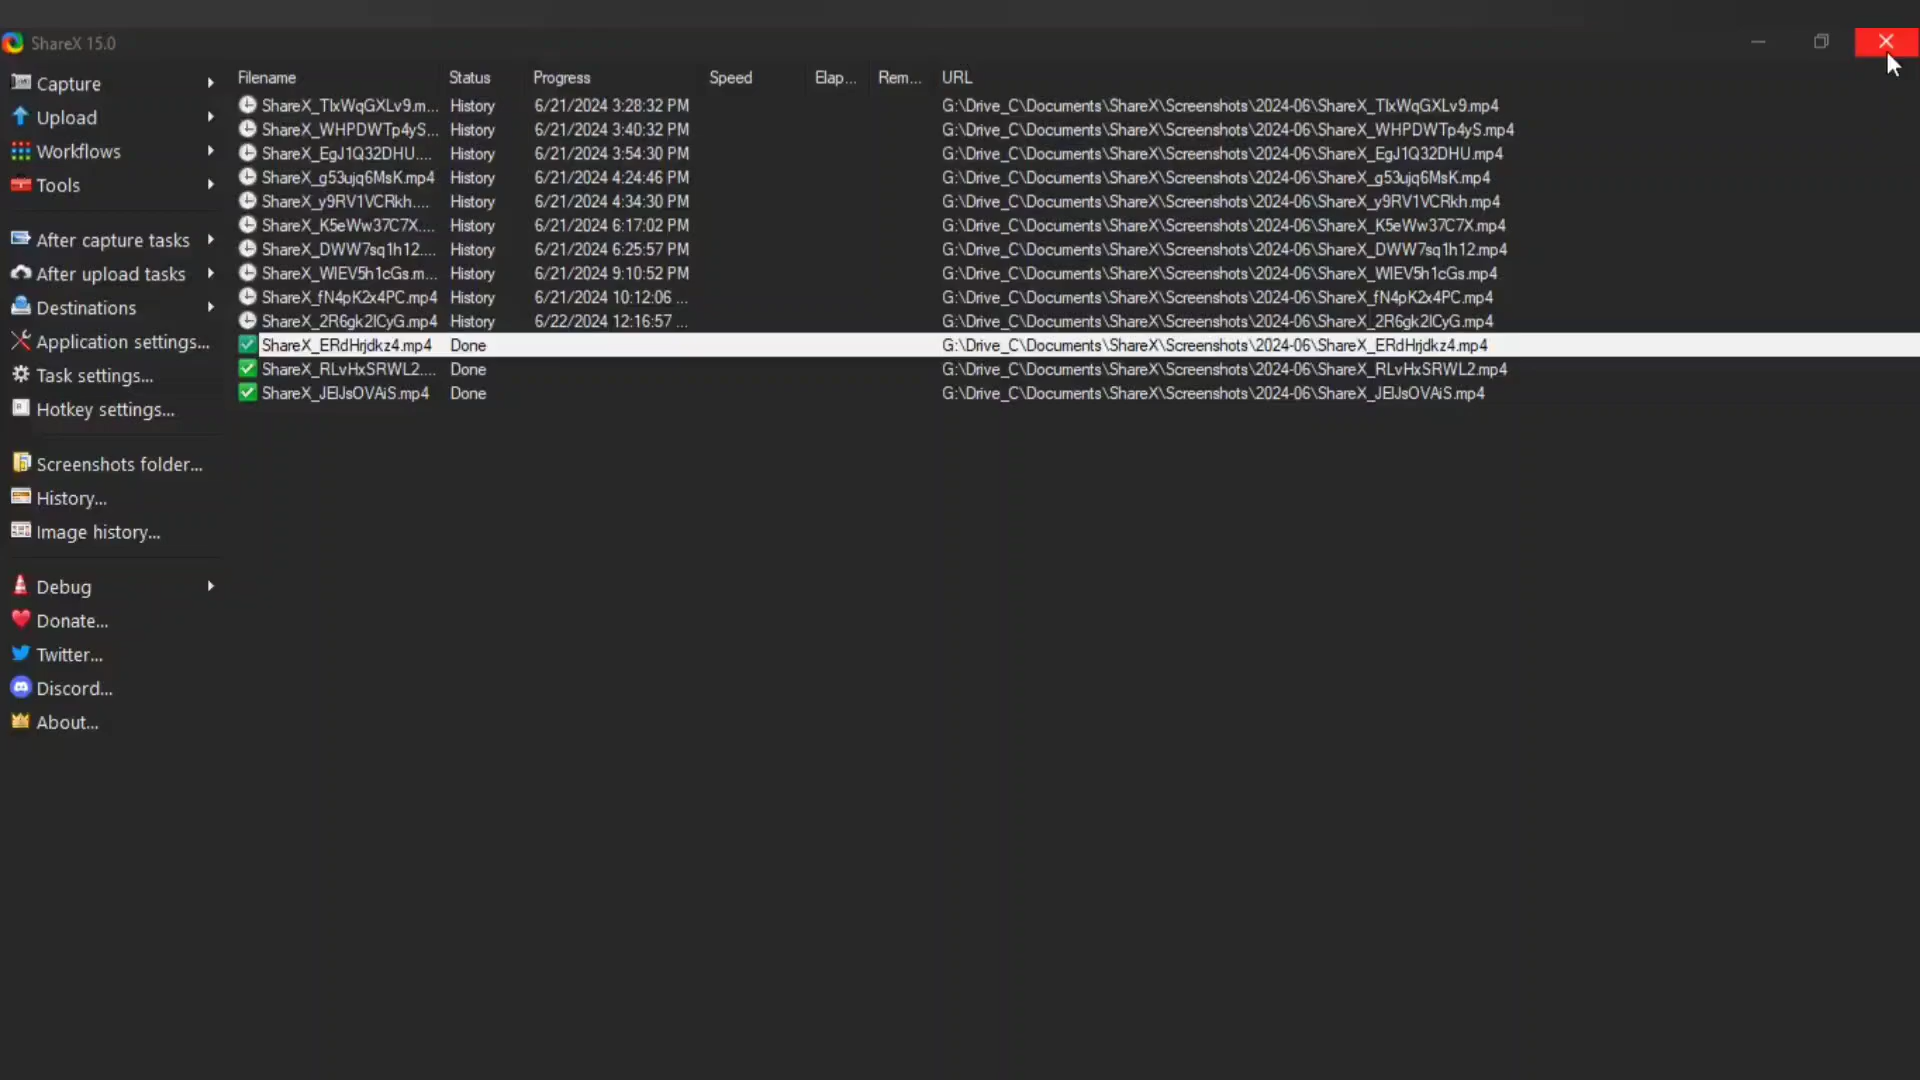 ShareX 15.0
Capture
Upload
Workflows
Tools
After capture tasks
After upload tasks
Destinations
Application settings...
Task settings...
Hotkey settings...
Screenshots folder...
History...
Image history...
Debug
Donate...
Twitter...
Discord...
About...
Filename Status Progress Speed Elap... Rem... URL
ShareX_TlxWqGXLv9.m... History 6/21/2024 3:28:32 PM G:\Drive_C\Documents\ShareX\Screenshots\2024-06\ShareX_TlxWqGXLv9.mp4
ShareX_WHPDWTp4yS... History 6/21/2024 3:40:32 PM G:\Drive_C\Documents\ShareX\Screenshots\2024-06\ShareX_WHPDWTp4yS.mp4
ShareX_EgJ1Q32DHU.... History 6/21/2024 3:54:30 PM G:\Drive_C\Documents\ShareX\Screenshots\2024-06\ShareX_EgJ1Q32DHU.mp4
ShareX_g53ujq6MsK.mp4 History 6/21/2024 4:24:46 PM G:\Drive_C\Documents\ShareX\Screenshots\2024-06\ShareX_g53ujq6MsK.mp4
ShareX_y9RV1VCRkh.... History 6/21/2024 4:34:30 PM G:\Drive_C\Documents\ShareX\Screenshots\2024-06\ShareX_y9RV1VCRkh.mp4
ShareX_K5eWw37C7X.... History 6/21/2024 6:17:02 PM G:\Drive_C\Documents\ShareX\Screenshots\2024-06\ShareX_K5eWw37C7X.mp4
ShareX_DWW7sq1h12.... History 6/21/2024 6:25:57 PM G:\Drive_C\Documents\ShareX\Screenshots\2024-06\ShareX_DWW7sq1h12.mp4
ShareX_WIEV5h1cGs.m... History 6/21/2024 9:10:52 PM G:\Drive_C\Documents\ShareX\Screenshots\2024-06\ShareX_WIEV5h1cGs.mp4
ShareX_fN4pK2x4PC.mp4 History 6/21/2024 10:12:06 ... G:\Drive_C\Documents\ShareX\Screenshots\2024-06\ShareX_fN4pK2x4PC.mp4
ShareX_2R6gk2lCyG.mp4 History 6/22/2024 12:16:57 ... G:\Drive_C\Documents\ShareX\Screenshots\2024-06\ShareX_2R6gk2lCyG.mp4
ShareX_ERdHrjdkz4.mp4 Done G:\Drive_C\Documents\ShareX\Screenshots\2024-06\ShareX_ERdHrjdkz4.mp4
ShareX_RLvHxSRWL2.... Done G:\Drive_C\Documents\ShareX\Screenshots\2024-06\ShareX_RLvHxSRWL2.mp4
ShareX_JEIJsOVAiS.mp4 Done G:\Drive_C\Documents\ShareX\Screenshots\2024-06\ShareX_JEIJsOVAiS.mp4